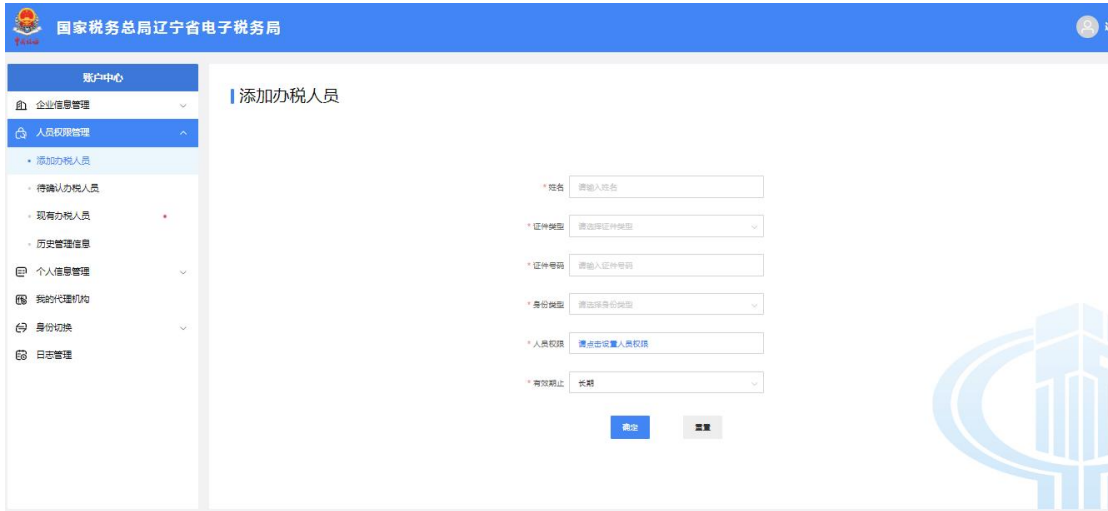 国家税务总局辽宁省电子税务局
账户中心
企业信息管理
人员权限管理
添加办税人员
待确认办税人员
现有办税人员
历史管理信息
个人信息管理
我的代理机构
身份切换
日志管理
添加办税人员
* 姓名 请输入姓名
* 证件类型 请选择证件类型
* 证件号码 请输入证件号码
* 身份类型 请选择身份类型
* 人员权限 请点击设置人员权限
* 有效期止 长期
确定 重置